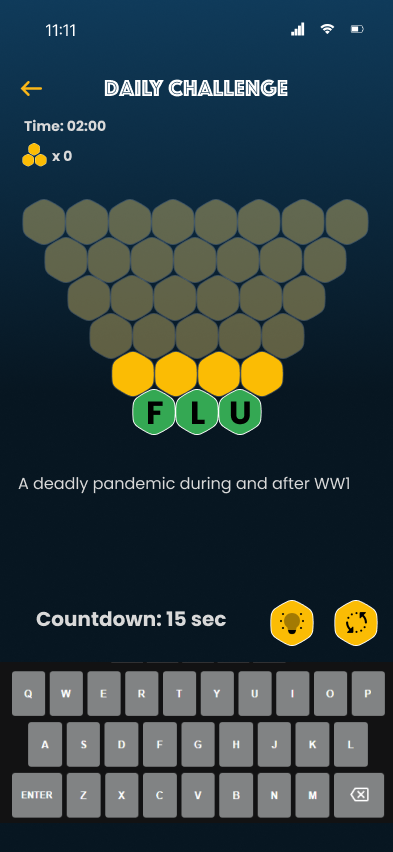 11:11
DAILY CHALLENGE
Time: 02:00
x 0
F L U
A deadly pandemic during and after WW1
Countdown: 15 sec
Q W E R T Y U I O P
A S D F G H J K L
ENTER Z X C V B N M